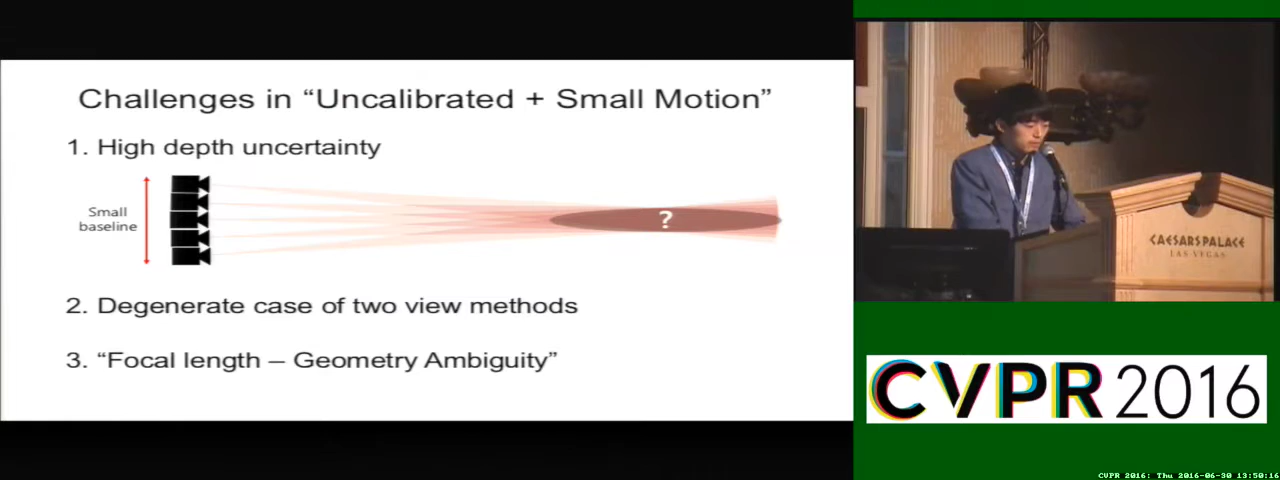 Challenges in “Uncalibrated + Small Motion”
1. High depth uncertainty
Small
baseline
?
2. Degenerate case of two view methods
3. “Focal length – Geometry Ambiguity”
CAESARS PALACE
LAS VEGAS
CVPR 2016
CVPR 2016: Thu 2016-06-30 13:50:16